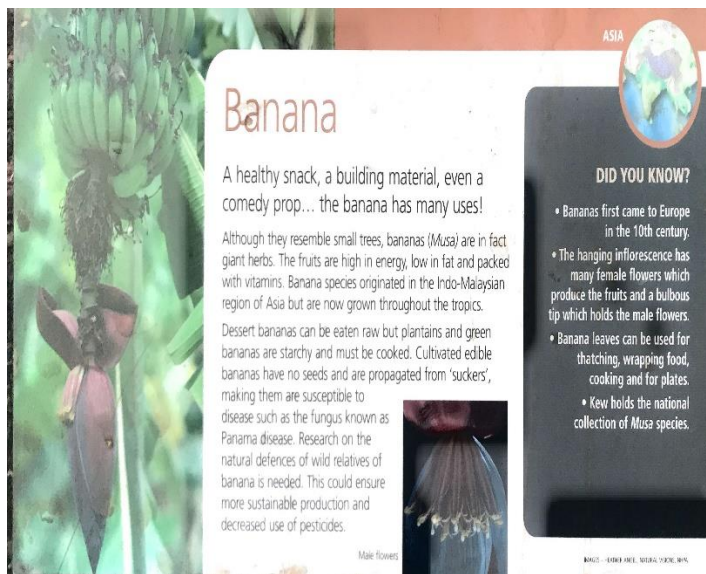 ASIA
Banana
A healthy snack, a building material, even a
comedy prop... the banana has many uses!
Although they resemble small trees, bananas (Musa) are in fact
giant herbs. The fruits are high in energy, low in fat and packed
with vitamins. Banana species originated in the Indo-Malaysian
region of Asia but are now grown throughout the tropics.
Dessert bananas can be eaten raw but plantains and green
bananas are starchy and must be cooked. Cultivated edible
bananas have no seeds and are propagated from ‘suckers’,
making them are susceptible to
disease such as the fungus known as
Panama disease. Research on the
natural defences of wild relatives of
banana is needed. This could ensure
more sustainable production and
decreased use of pesticides.
Male flowers
DID YOU KNOW?
• Bananas first came to Europe
in the 10th century.
• The hanging inflorescence has
many female flowers which
produce the fruits and a bulbous
tip which holds the male flowers.
• Banana leaves can be used for
thatching, wrapping food,
cooking and for plates.
• Kew holds the national
collection of Musa species.
IMAGES – HEATHER ANGEL, NATURAL VISIONS, NHPA